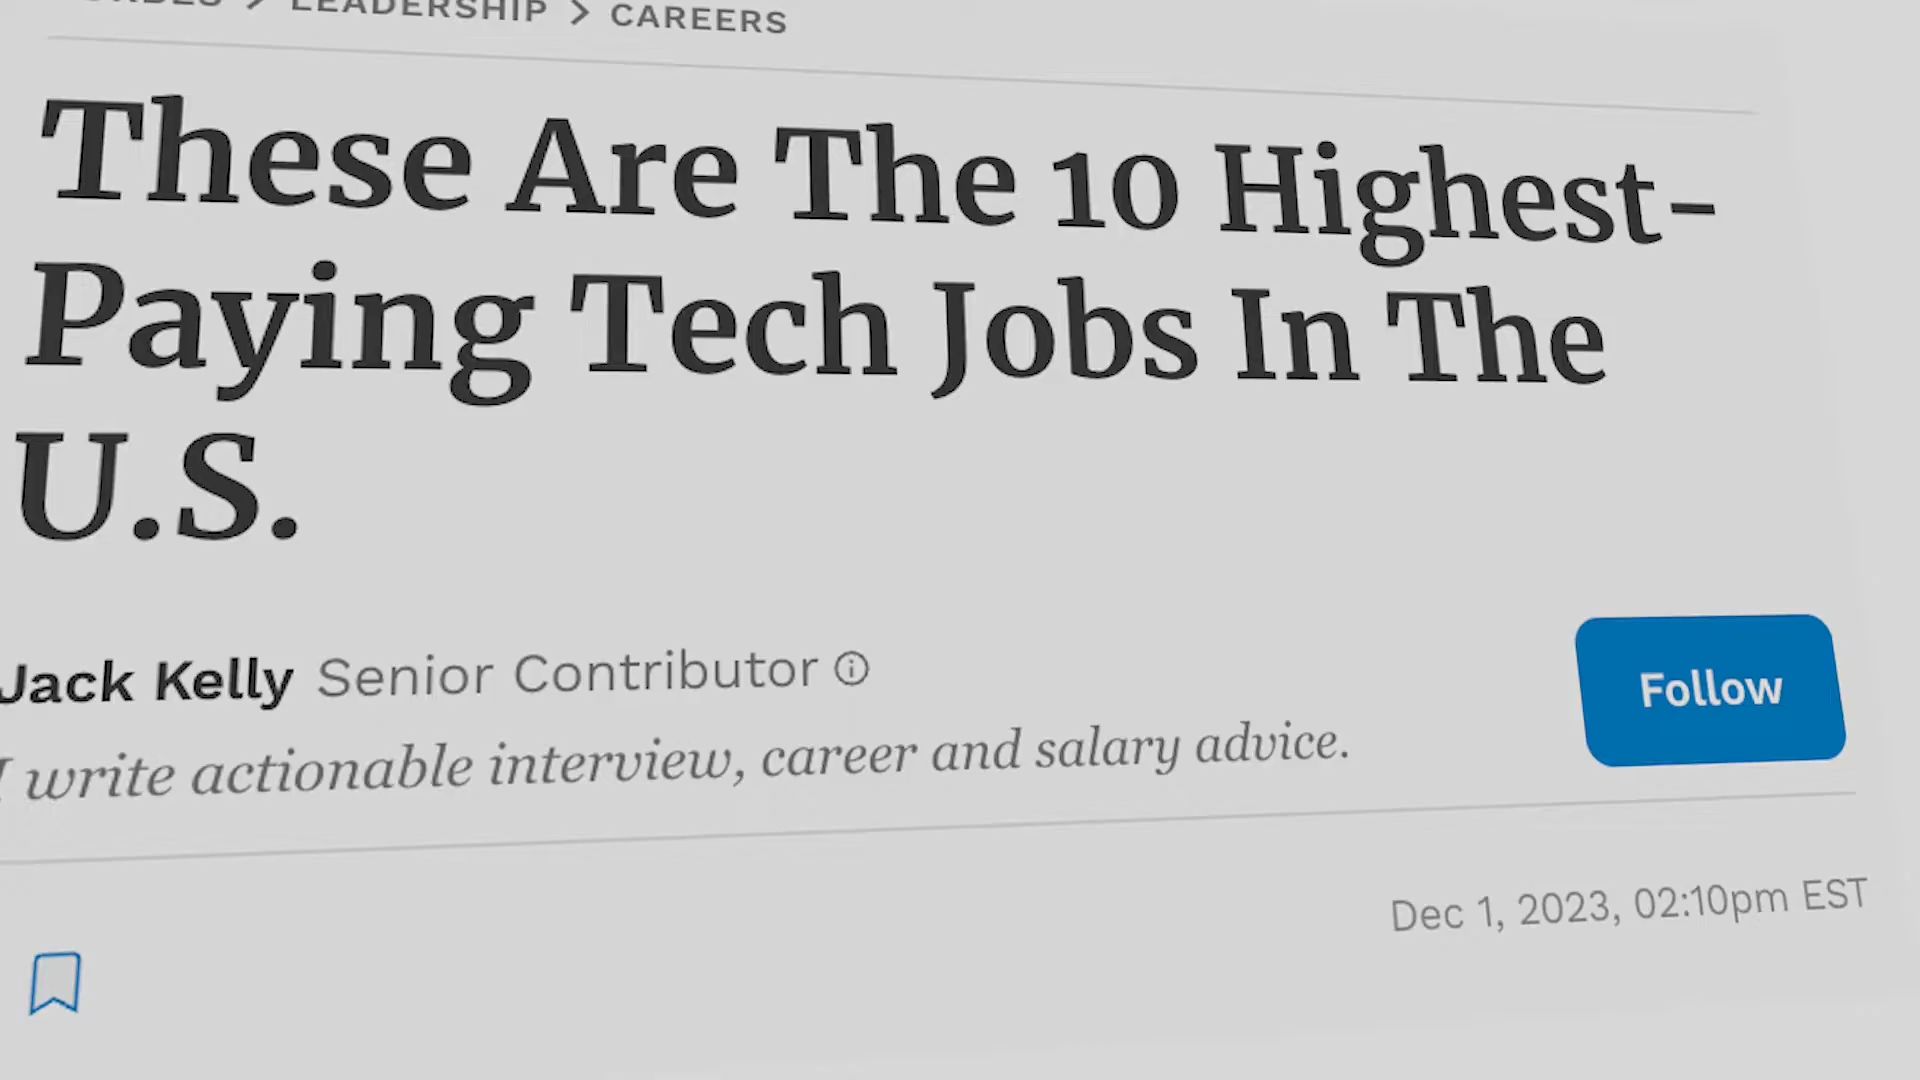 LEADERSHIP > CAREERS
These Are The 10 Highest-
Paying Tech Jobs In The
U.S.
Jack Kelly Senior Contributor
I write actionable interview, career and salary advice.
Follow
Dec 1, 2023, 02:10pm EST